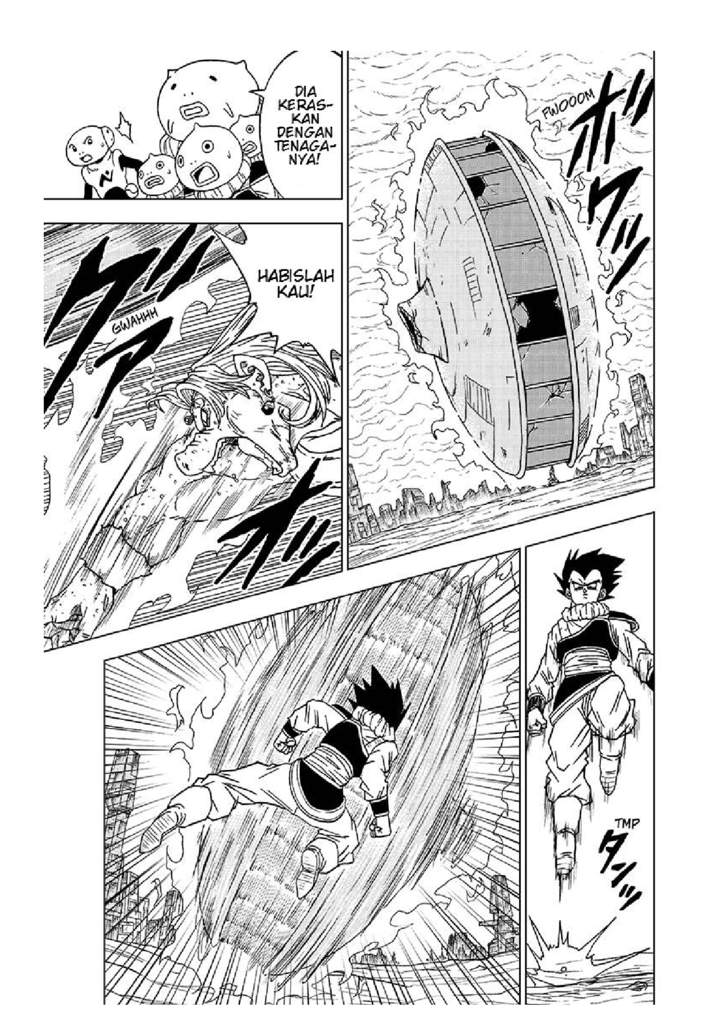 FWOOOM
ボ
ウッ
DIA
KERAS-
KAN
DENGAN
TENAGA-
NYA!
N
HABISLAH
KAU!
GWAHHH
グ
ア
オッ
TMP
タンッ